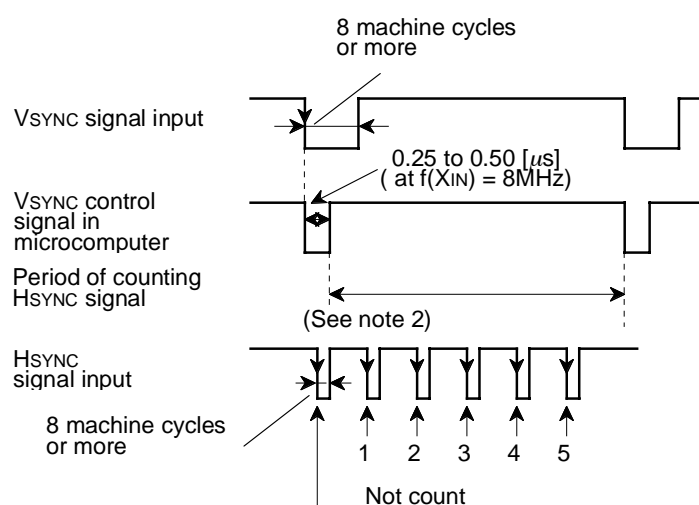 8 machine cycles
or more
VSYNC signal input
0.25 to 0.50 [μs]
( at f(XIN) = 8MHz)
VSYNC control
signal in
microcomputer
Period of counting
HSYNC signal
(See note 2)
HSYNC
signal input
8 machine cycles
or more
1 2 3 4 5
Not count